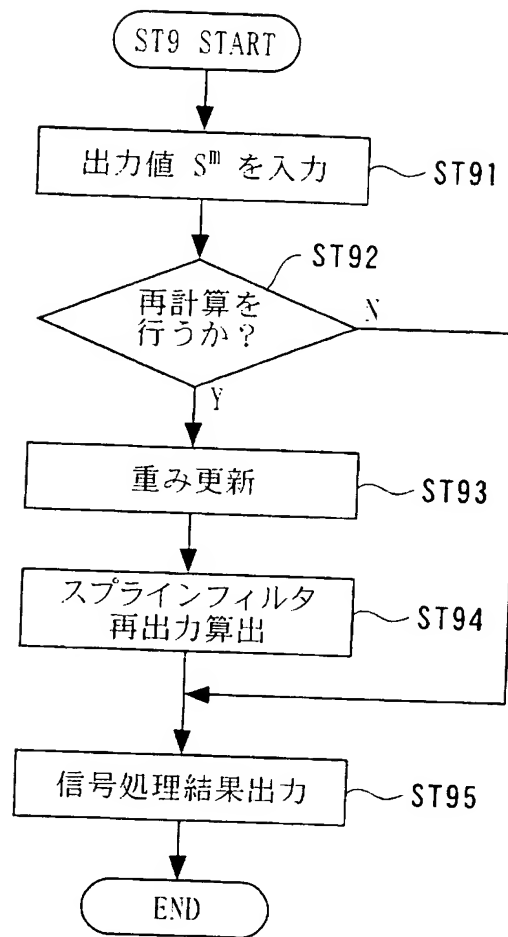 ST9 START
出力値 Sᵐ を入力
ST91
ST92
再計算を
行うか？
N
Y
重み更新
ST93
スプラインフィルタ
再出力算出
ST94
信号処理結果出力
ST95
END